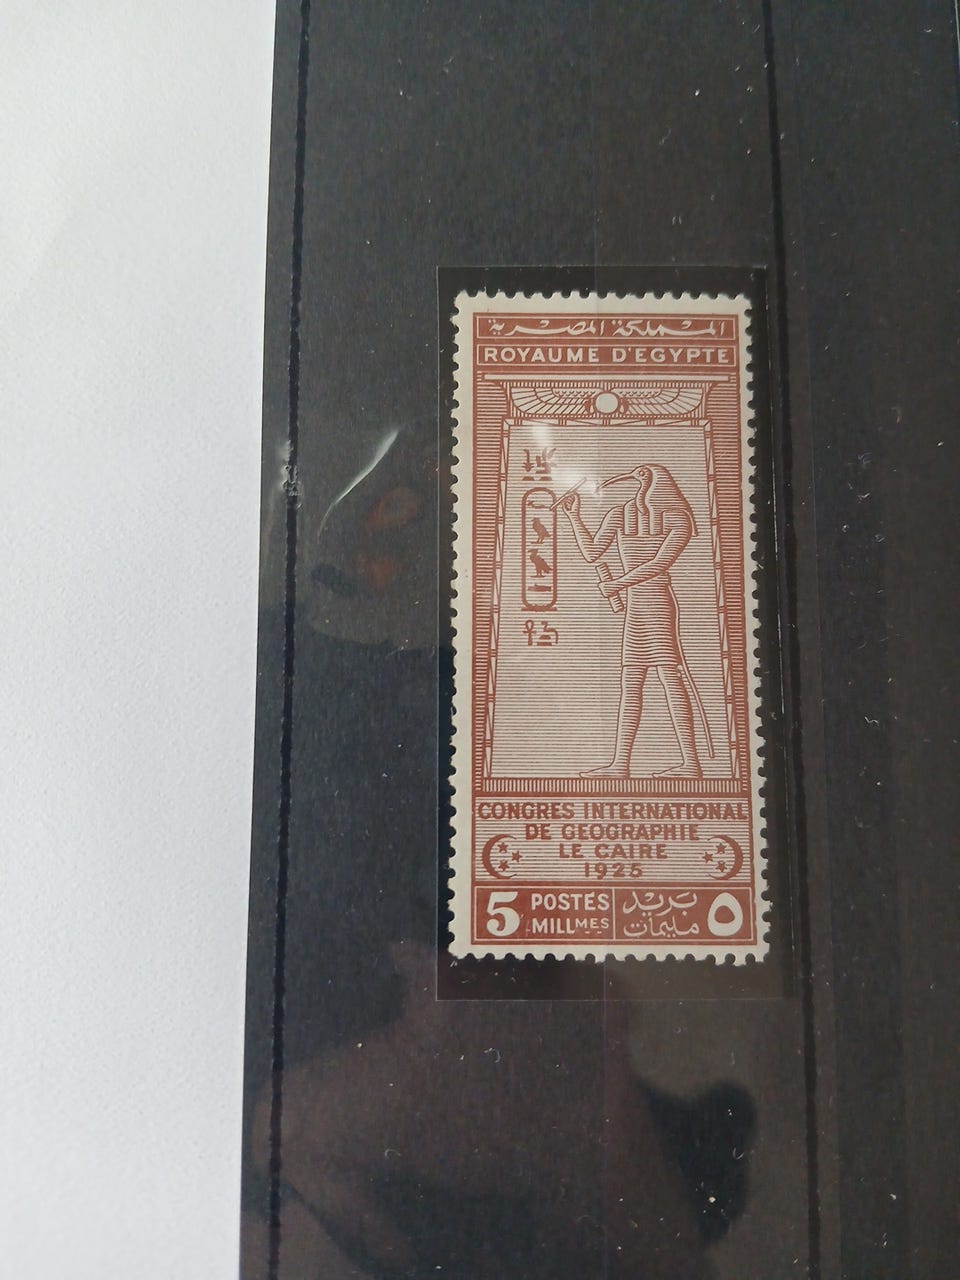 المملكة المصرية
ROYAUME D'EGYPTE
CONGRES INTERNATIONAL
DE GEOGRAPHIE
LE CAIRE
1925
5 POSTES بريد ٥
MILLMES مليمات